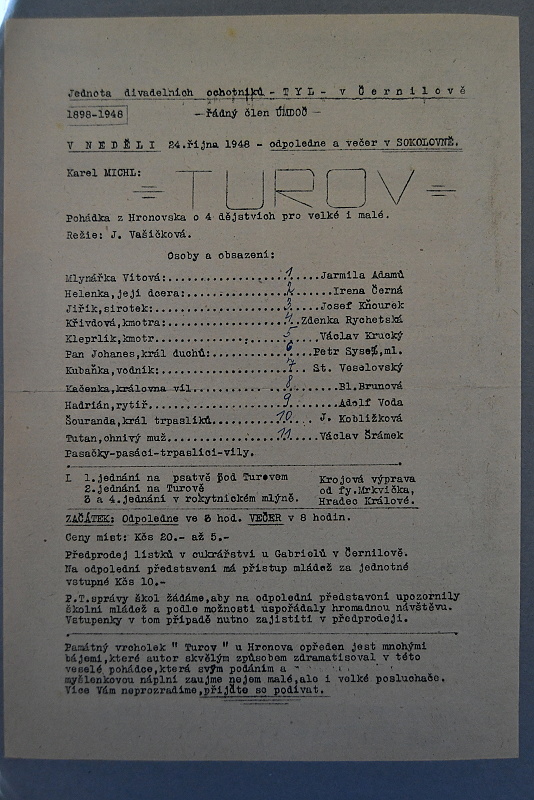 Jednota divadelních ochotníků - TYL - v Černilově
1898-1948 - řádný člen ÚMDOČ -
V NEDĚLI 24.října 1948 - odpoledne a večer v SOKOLOVNĚ.
Karel MICHL: = TUROV =
Pohádka z Hronovska o 4 dějstvích pro velké i malé.
Režie: J. Vašíčková.
Osoby a obsazení:
Mlynářka Vítová:..................1.....Jarmila Adamů
Helenka,její dcera:...............2.......Irena Černá
Jiřík,sirotek:....................3.....Josef Kňourek
Křivdová,kmotra:..................4..Zdenka Rychetská
Kleprlík,kmotr....................5.....Václav Krucký
Pan Johanes,král duchů:...........6....Petr Sysel,ml.
Kubaňka,vodník:...................7... St. Veselovský
Kačenka,královna víl..............8.......Bl.Brunová
Hadrián,rytíř.....................9.......Adolf Voda
Šouranda,král trpaslíků...........10.... J. Koblížková
Tutan,ohnivý muž..................11....Václav Šrámek
Pasačky-pasáci-trpaslíci-víly.
1.jednání na psatvě pod Turovem
2.jednání na Turově
3 a 4.jednání v rokytnickém mlýně.
Krojová výprava
od fy.Mrkvička,
Hradec Králové.
ZAČÁTEK: Odpoledne ve 3 hod. VEČER v 8 hodin.
Ceny míst: Kčs 20.- až 5.-
Předprodej lístků v cukrářství u Gabrielů v Černilově.
Na odpolední představení má přístup mládež za jednotné
vstupné Kčs 10.-
P.T.správy škol žádáme,aby na odpolední představení upozornily
školní mládež a podle možnosti uspořádaly hromadnou návštěvu.
Vstupenky v tom případě nutno zajistiti v předprodeji.
Památný vrcholek " Turov " u Hronova opředen jest mnohými
bájemi,které autor skvělým způsobem zdramatisoval v této
veselé pohádce,která svým podáním a
myšlenkovou náplní zaujme nejem malé,ale i velké posluchače.
Více Vám neprozradíme,přijďte se podívat.